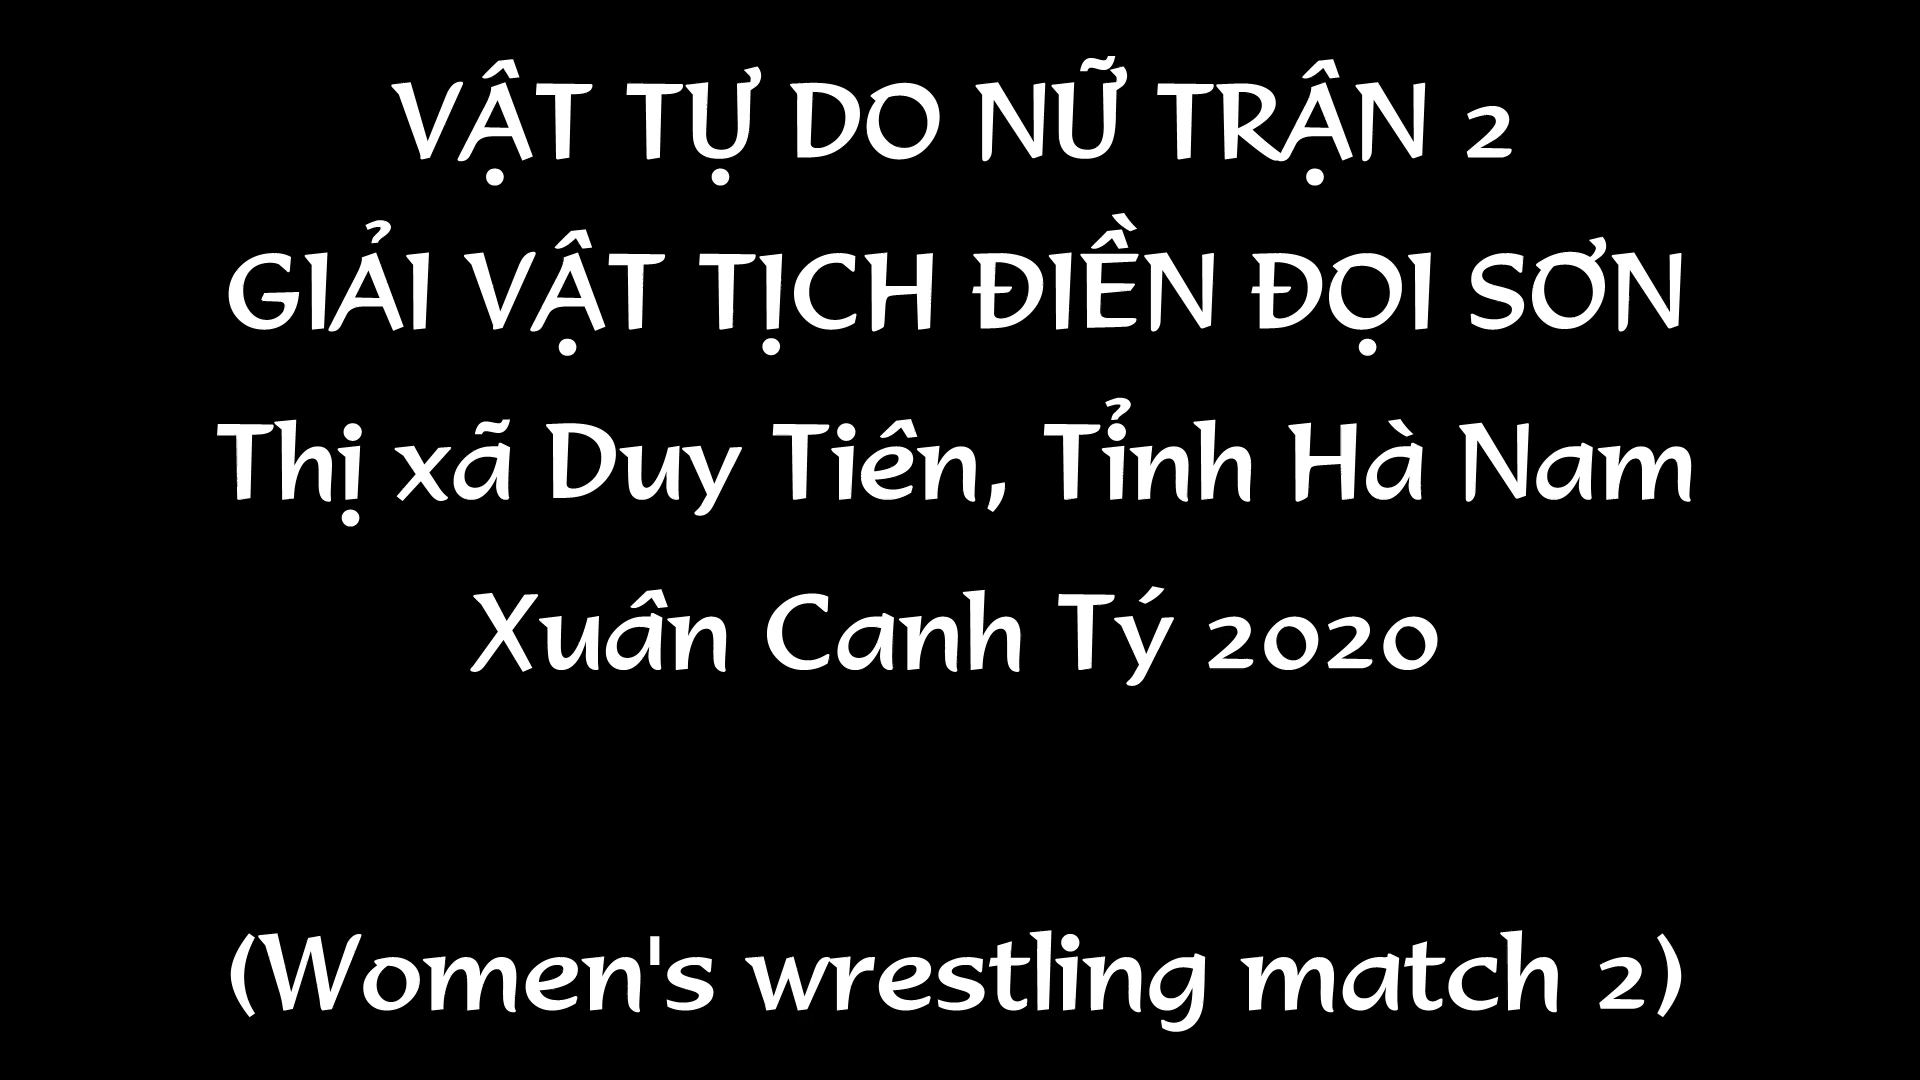 VẬT TỰ DO NỮ TRẬN 2
GIẢI VẬT TỊCH ĐIỀN ĐỌI SƠN
Thị xã Duy Tiên, Tỉnh Hà Nam
Xuân Canh Tý 2020
(Women's wrestling match 2)